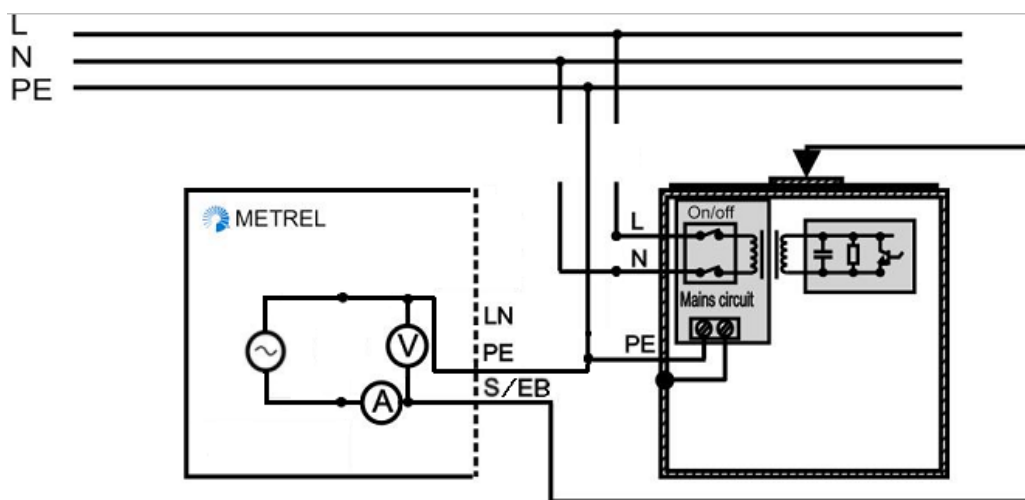 L
N
PE
METREL
On/off
L
N
Mains circuit
LN
PE
PE
S/EB
V
A